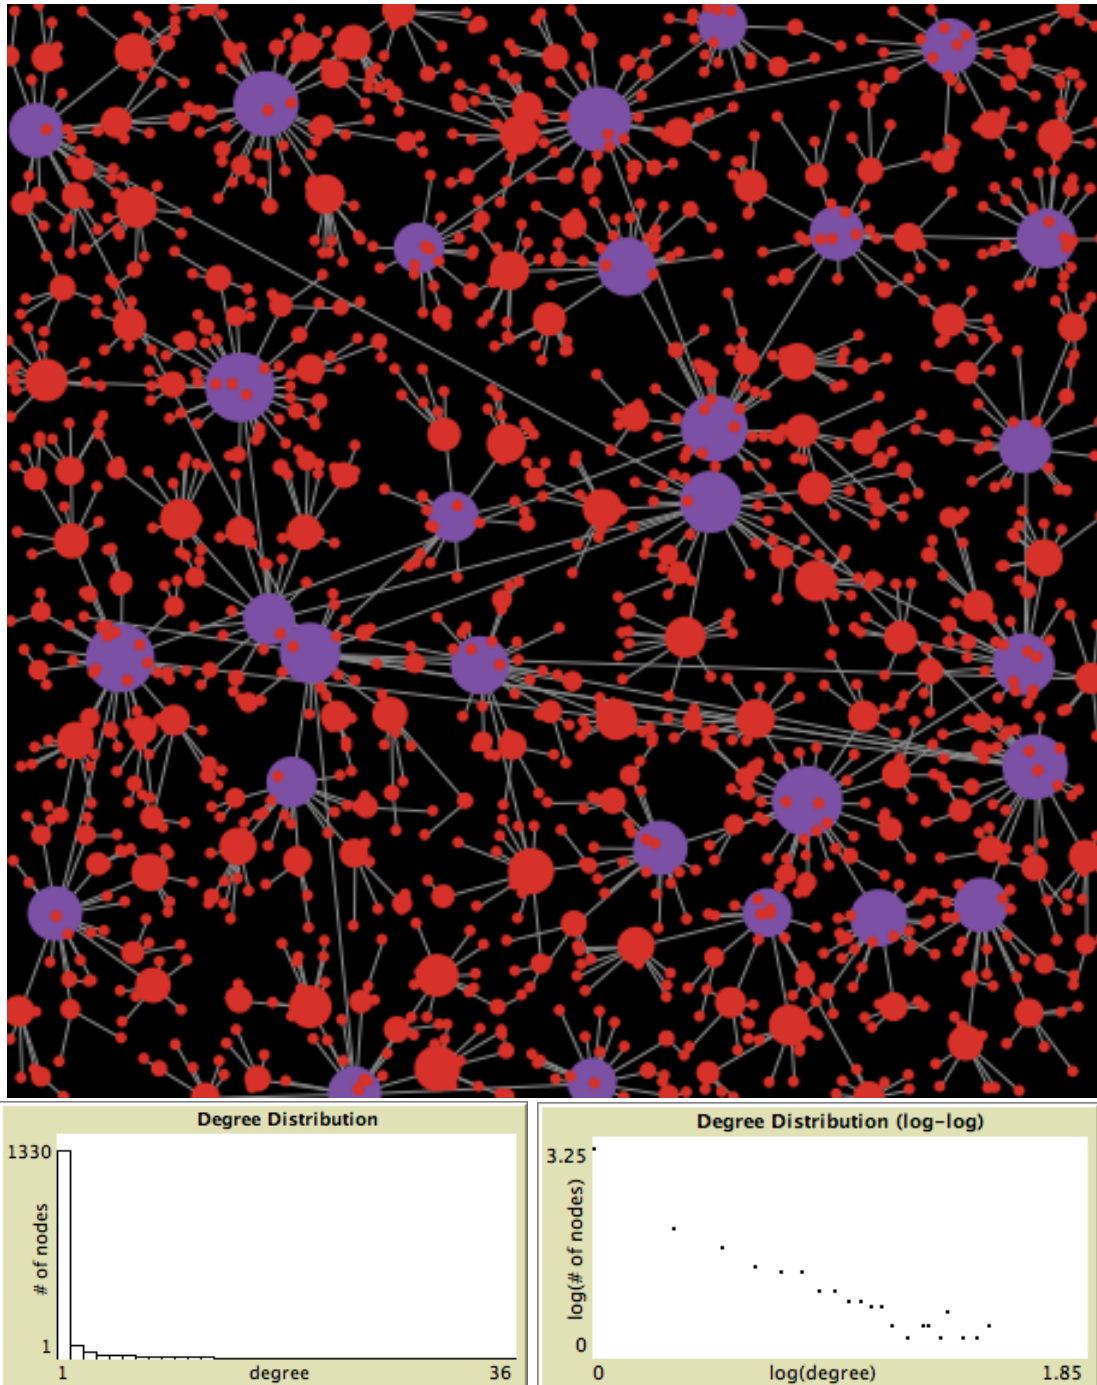 Degree Distribution
1330
# of nodes
1
1
degree
36
Degree Distribution (log-log)
3.25
log(# of nodes)
0
0
log(degree)
1.85